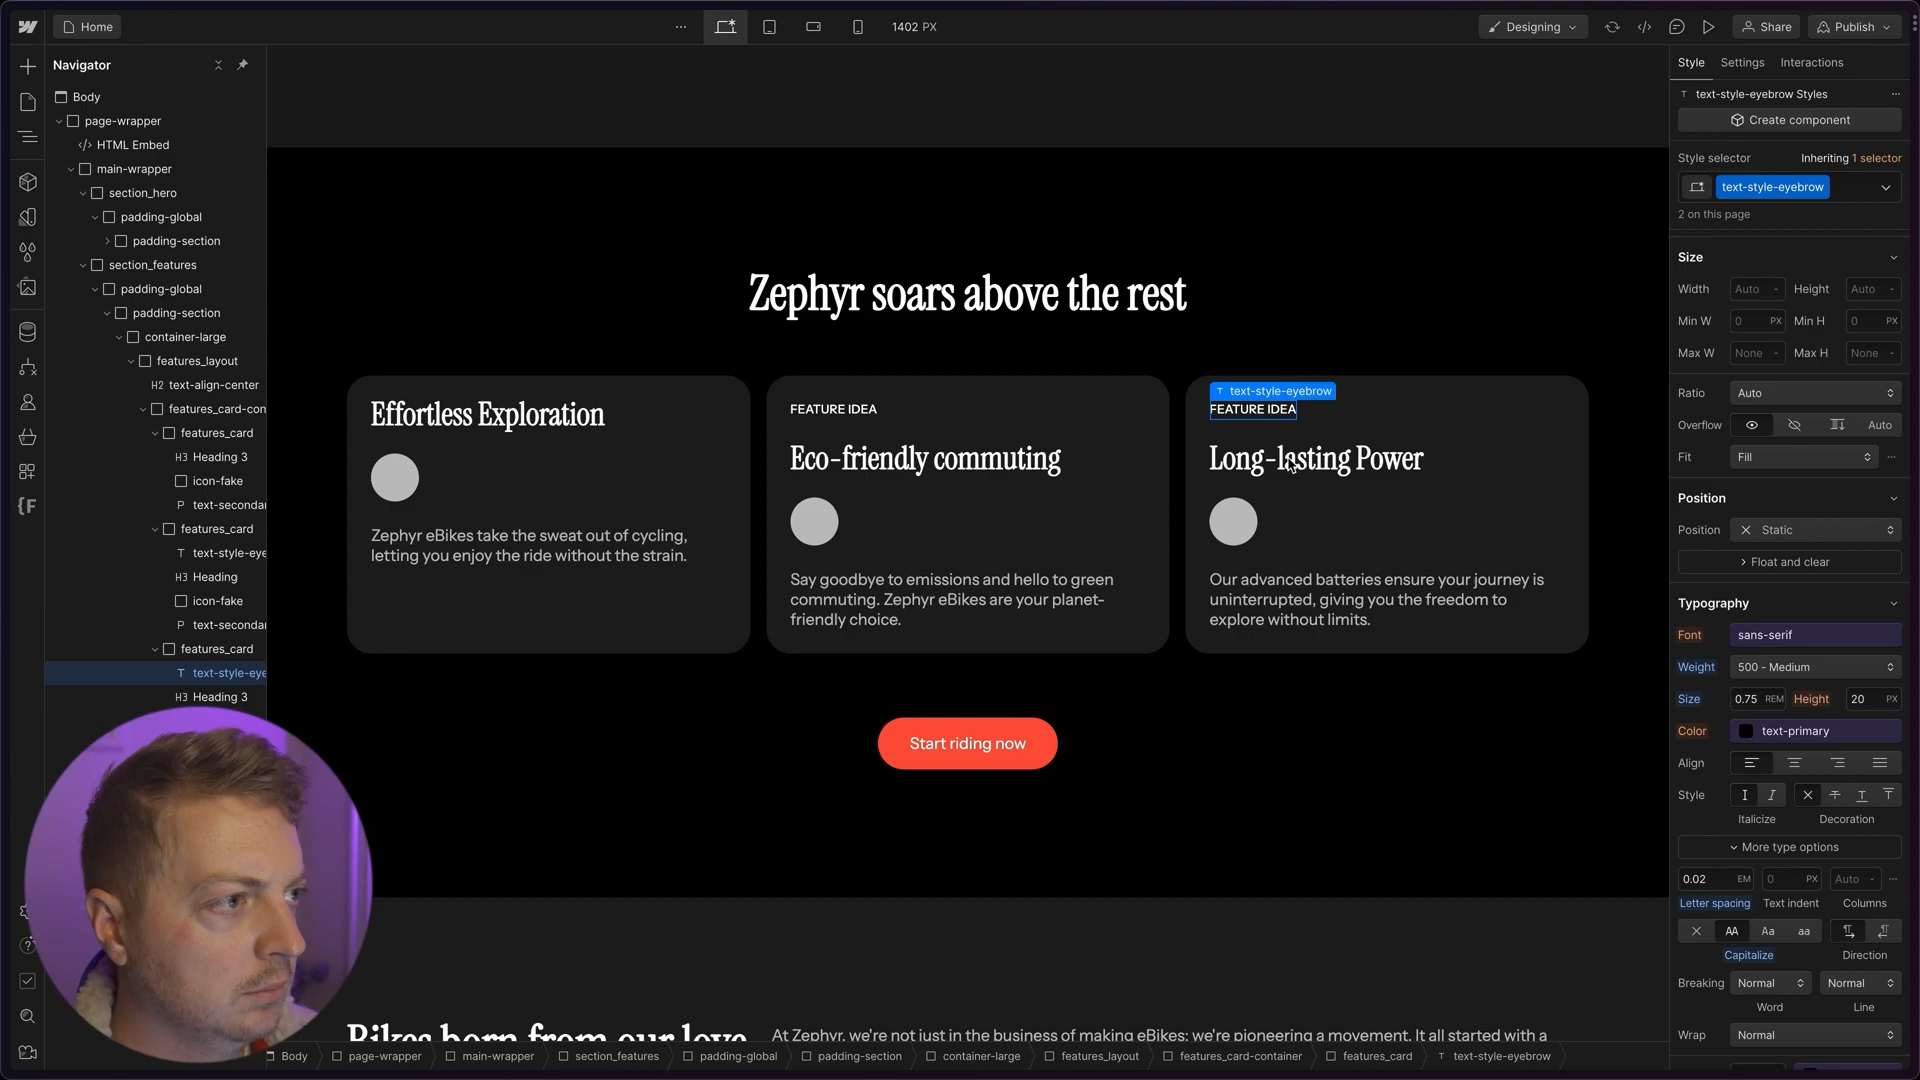 Home
1402 PX
Designing
Share
Publish
Navigator
Body
page-wrapper
HTML Embed
main-wrapper
section_hero
padding-global
padding-section
section_features
padding-global
padding-section
container-large
features_layout
H2 text-align-center
features_card-con
features_card
H3 Heading 3
icon-fake
P text-secondar
features_card
T text-style-eye
H3 Heading
icon-fake
P text-secondar
features_card
T text-style-eye
H3 Heading 3
Zephyr soars above the rest
Effortless Exploration
Zephyr eBikes take the sweat out of cycling,
letting you enjoy the ride without the strain.
FEATURE IDEA
Eco-friendly commuting
Say goodbye to emissions and hello to green
commuting. Zephyr eBikes are your planet-
friendly choice.
T text-style-eyebrow
FEATURE IDEA
Long-lasting Power
Our advanced batteries ensure your journey is
uninterrupted, giving you the freedom to
explore without limits.
Start riding now
Bikes born from our love
At Zephyr, we're not just in the business of making eBikes; we're pioneering a movement. It all started with a
Body
page-wrapper
main-wrapper
section_features
padding-global
padding-section
container-large
features_layout
features_card-container
features_card
T text-style-eyebrow
Style Settings Interactions
T text-style-eyebrow Styles
Create component
Style selector Inheriting 1 selector
text-style-eyebrow
2 on this page
Size
Width Auto - Height Auto -
Min W 0 PX Min H 0 PX
Max W None - Max H None -
Ratio Auto
Overflow Auto
Fit Fill
Position
Position Static
Float and clear
Typography
Font sans-serif
Weight 500 - Medium
Size 0.75 REM Height 20 PX
Color text-primary
Align
Style
Italicize Decoration
More type options
0.02 EM 0 PX Auto -
Letter spacing Text indent Columns
AA Aa aa
Capitalize Direction
Breaking Normal Normal
Word Line
Wrap Normal